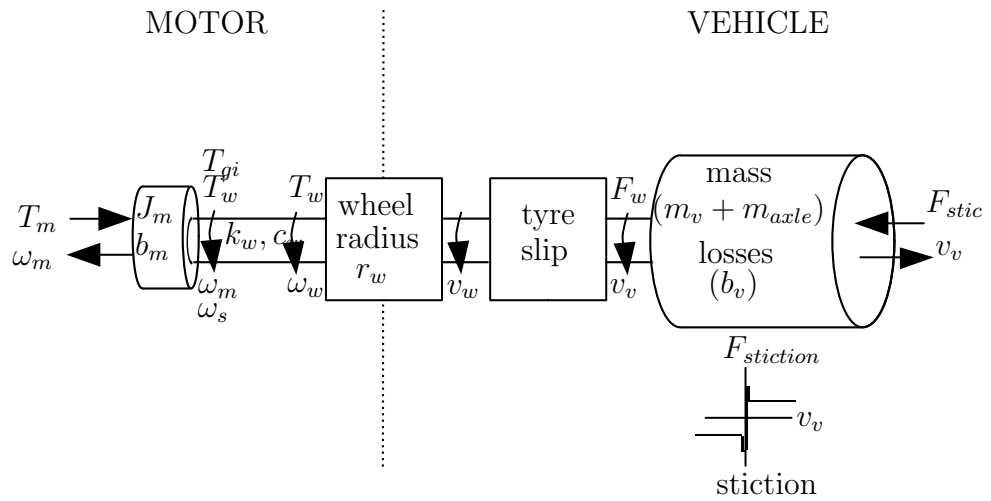 MOTOR
VEHICLE
T_m
ω_m
J_m
b_m
T_gi
T_w
k_w, c_w
ω_m
ω_s
T_w
ω_w
wheel
radius
r_w
v_w
tyre
slip
F_w
v_v
mass
(m_v + m_axle)
losses
(b_v)
F_stic
v_v
F_stiction
v_v
stiction